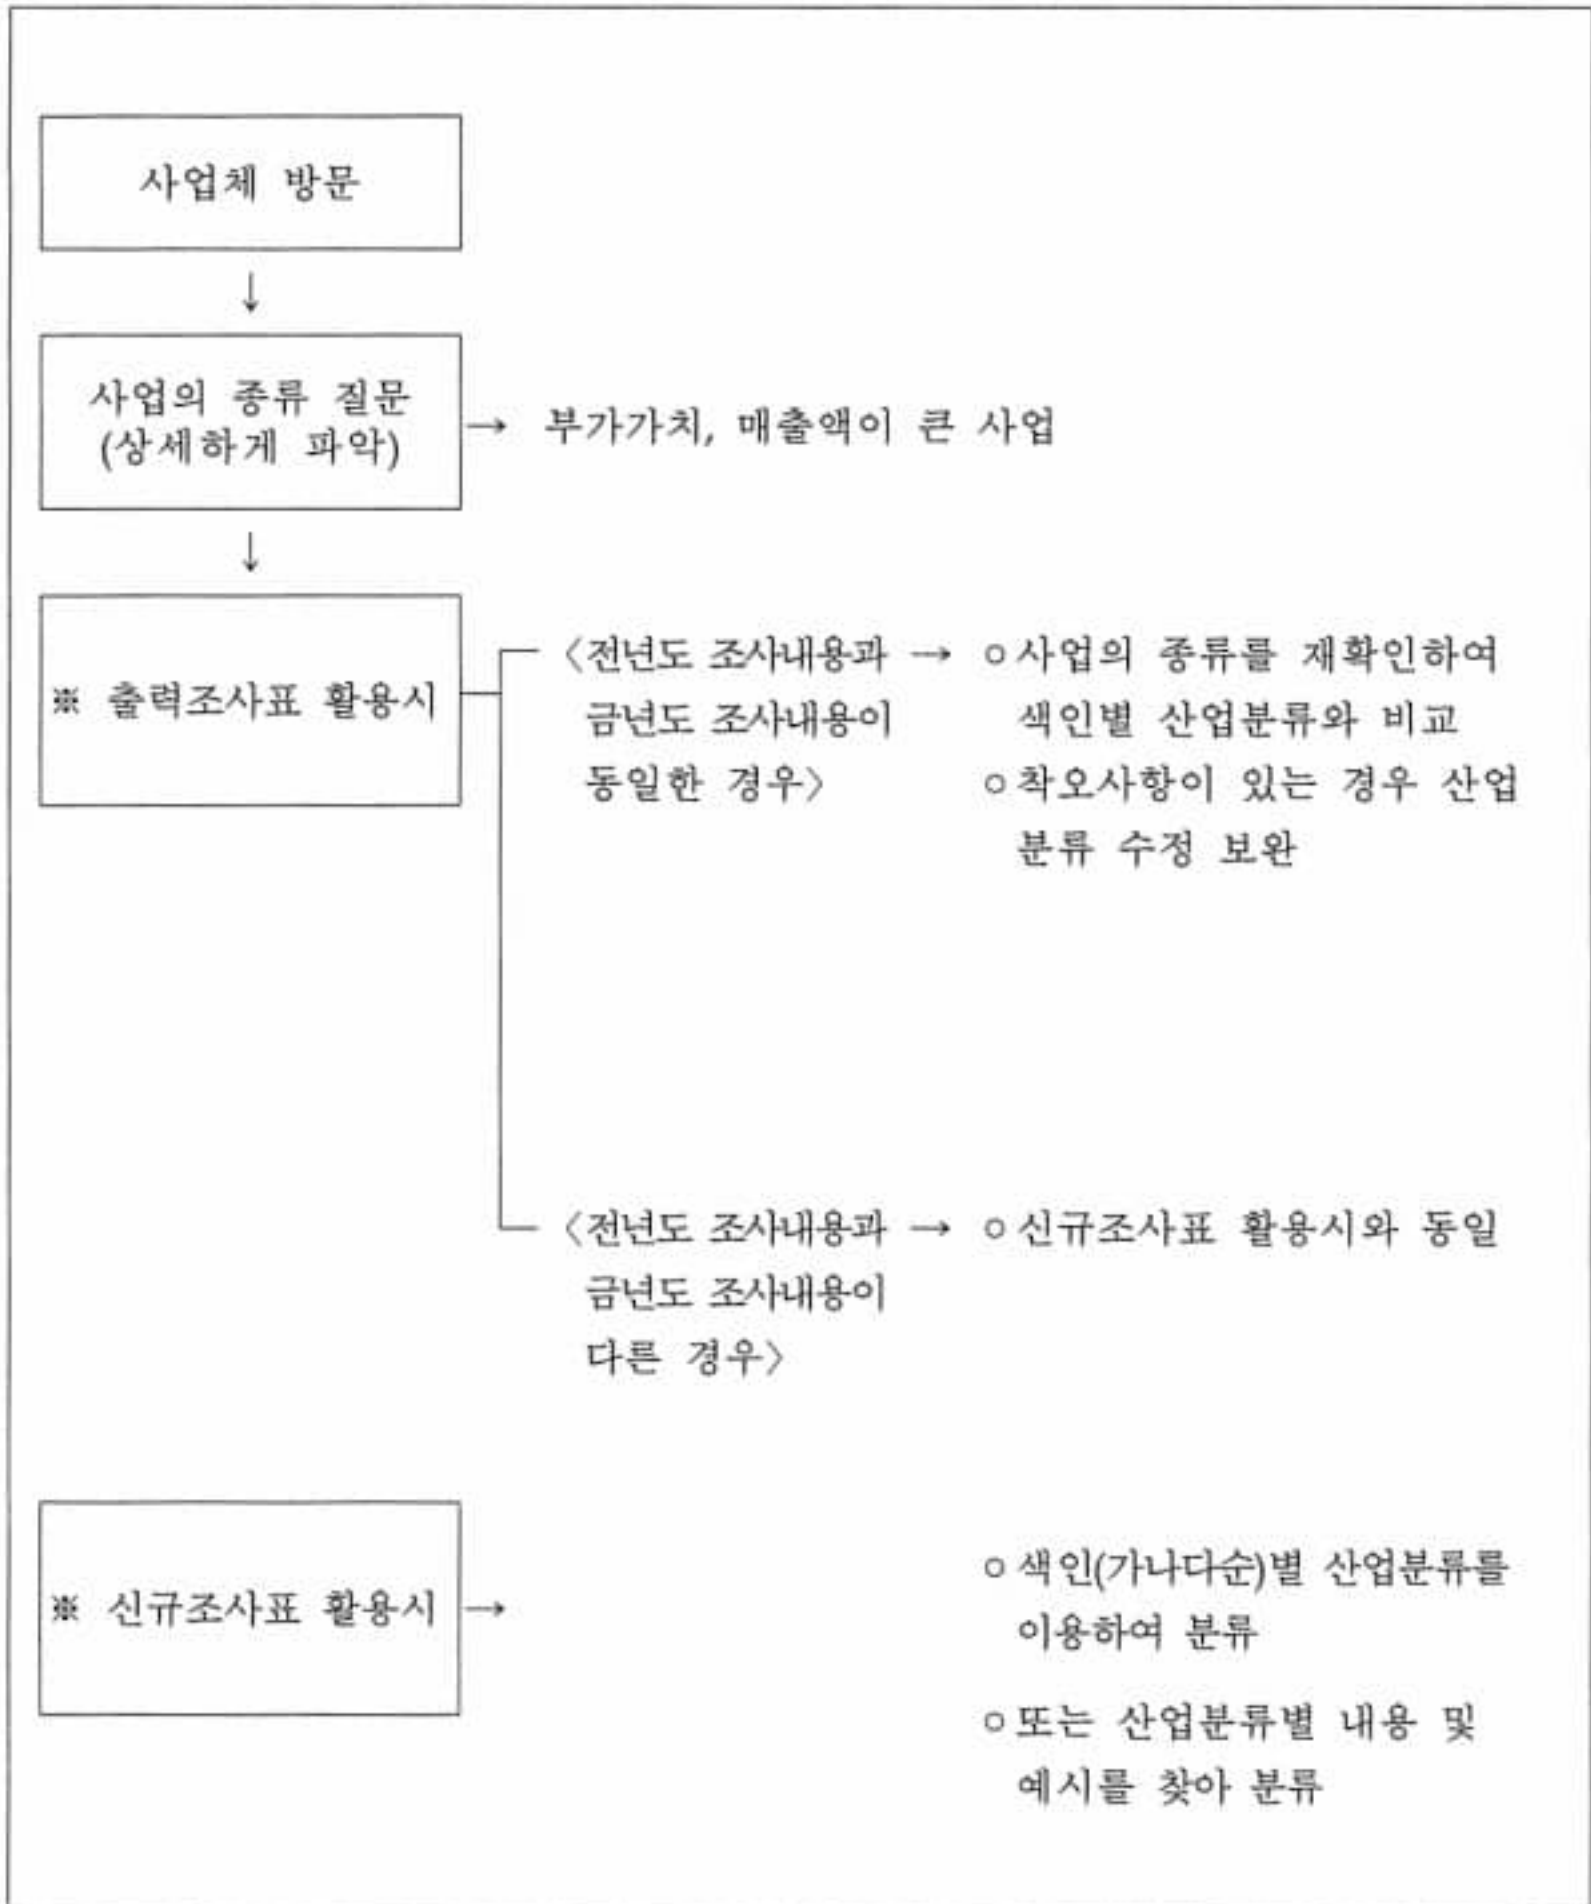 사업체 방문
↓
사업의 종류 질문
(상세하게 파악)
→ 부가가치, 매출액이 큰 사업
↓
※ 출력조사표 활용시
〈전년도 조사내용과 →
금년도 조사내용이
동일한 경우〉
○ 사업의 종류를 재확인하여
색인별 산업분류와 비교
○ 착오사항이 있는 경우 산업
분류 수정 보완
〈전년도 조사내용과 →
금년도 조사내용이
다른 경우〉
○ 신규조사표 활용시와 동일
※ 신규조사표 활용시 →
○ 색인(가나다순)별 산업분류를
이용하여 분류
○ 또는 산업분류별 내용 및
예시를 찾아 분류